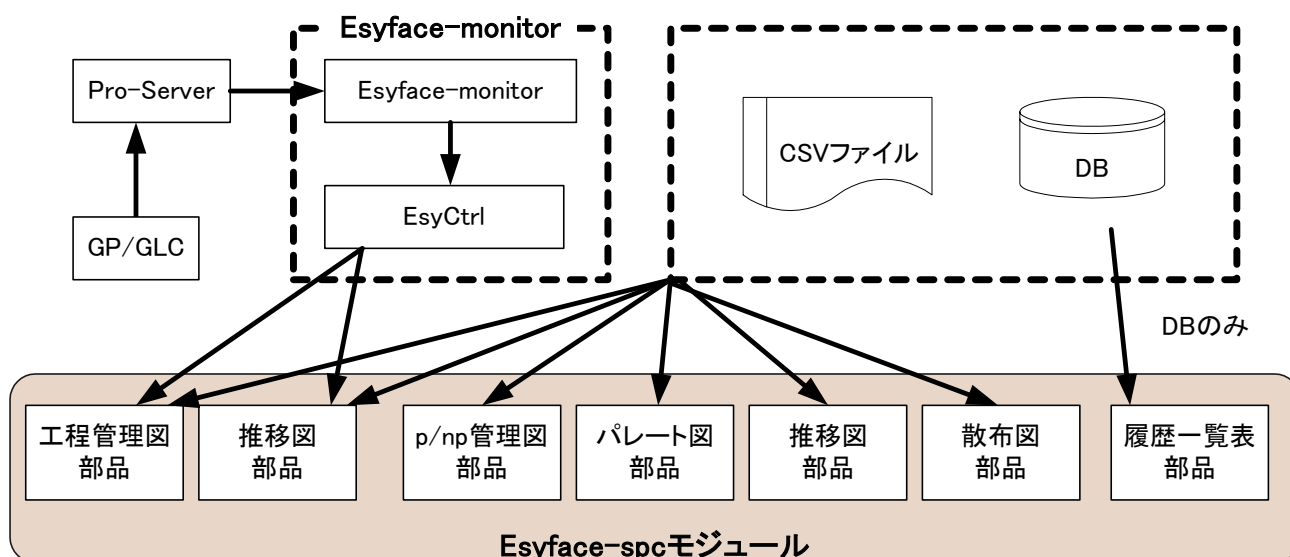 Esyface-monitor
Pro-Server
Esyface-monitor
CSVファイル
DB
EsyCtrl
GP/GLC
DBのみ
工程管理図
部品
推移図
部品
p/np管理図
部品
パレート図
部品
推移図
部品
散布図
部品
履歴一覧表
部品
Esyface-spcモジュール